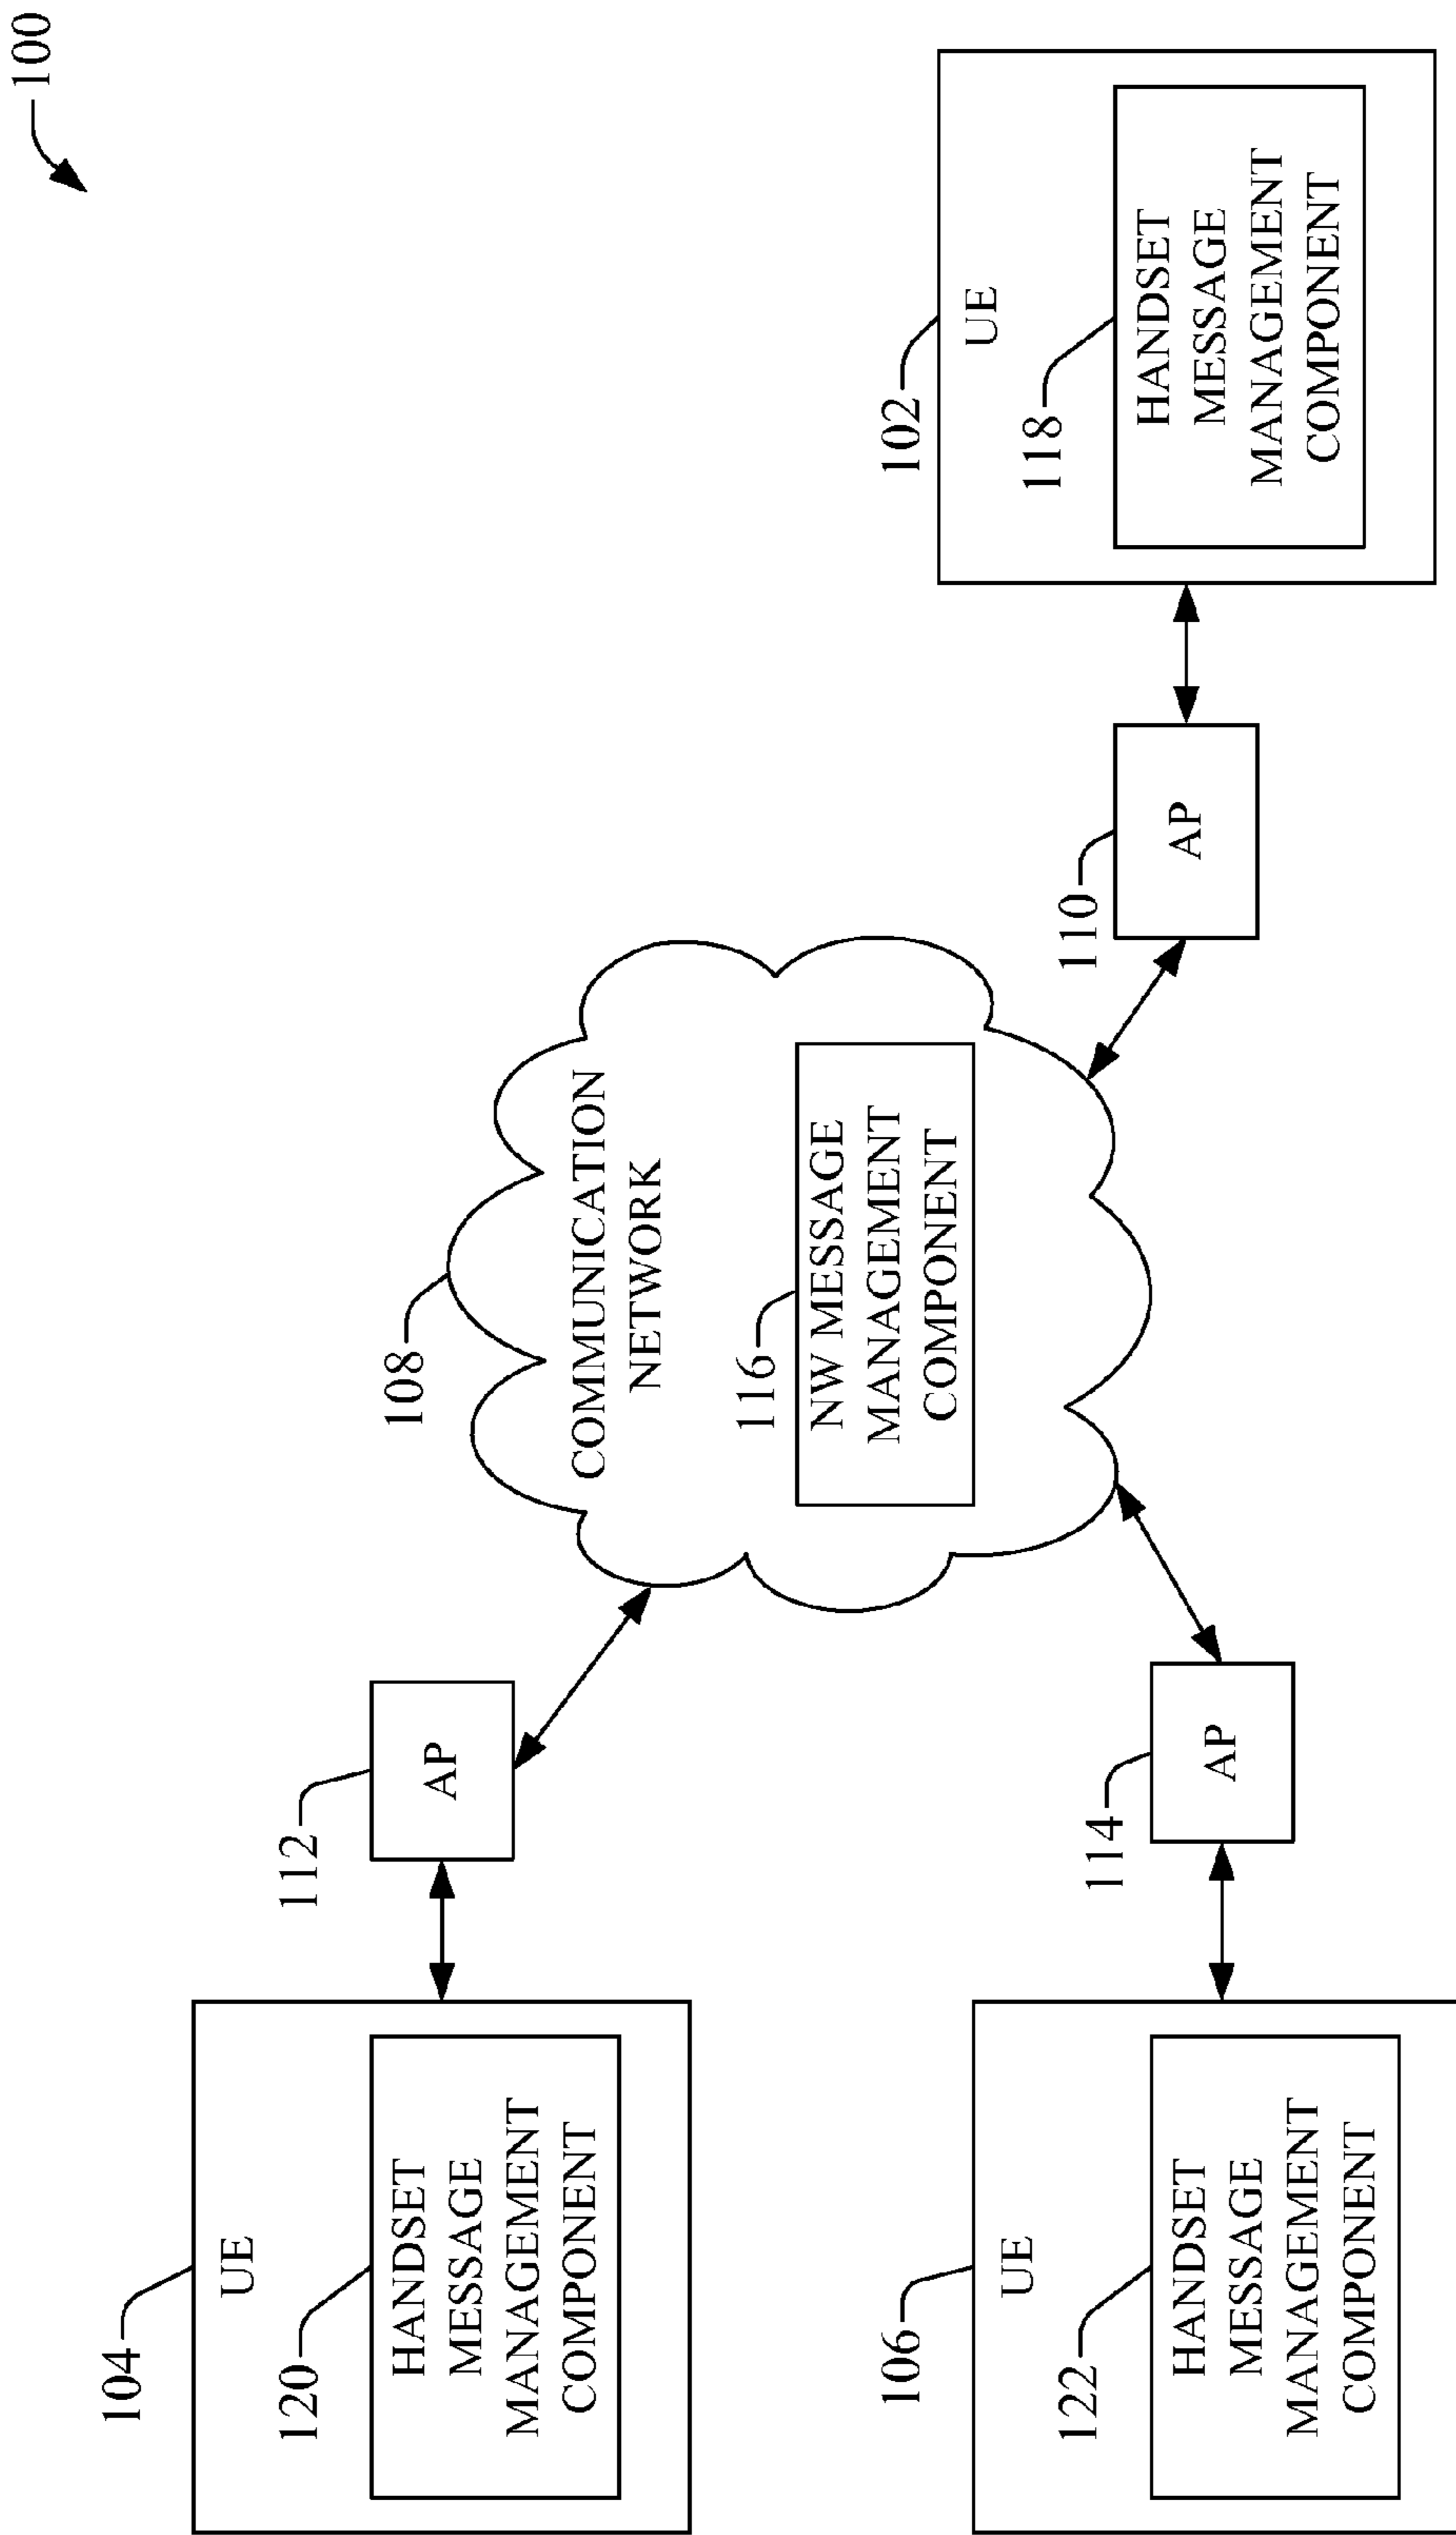 100
104
UE
120
HANDSET
MESSAGE
MANAGEMENT
COMPONENT
112
AP
108
COMMUNICATION
NETWORK
116
NW MESSAGE
MANAGEMENT
COMPONENT
106
UE
122
HANDSET
MESSAGE
MANAGEMENT
COMPONENT
114
AP
110
AP
102
UE
118
HANDSET
MESSAGE
MANAGEMENT
COMPONENT